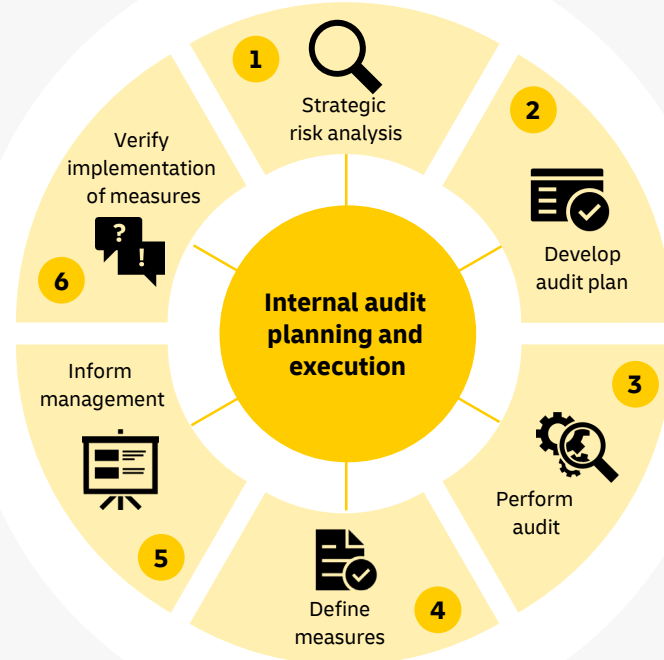 1
Strategic
risk analysis
2
Develop
audit plan
3
Perform
audit
4
Define
measures
5
Inform
management
6
Verify
implementation
of measures
?
!
Internal audit
planning and
execution